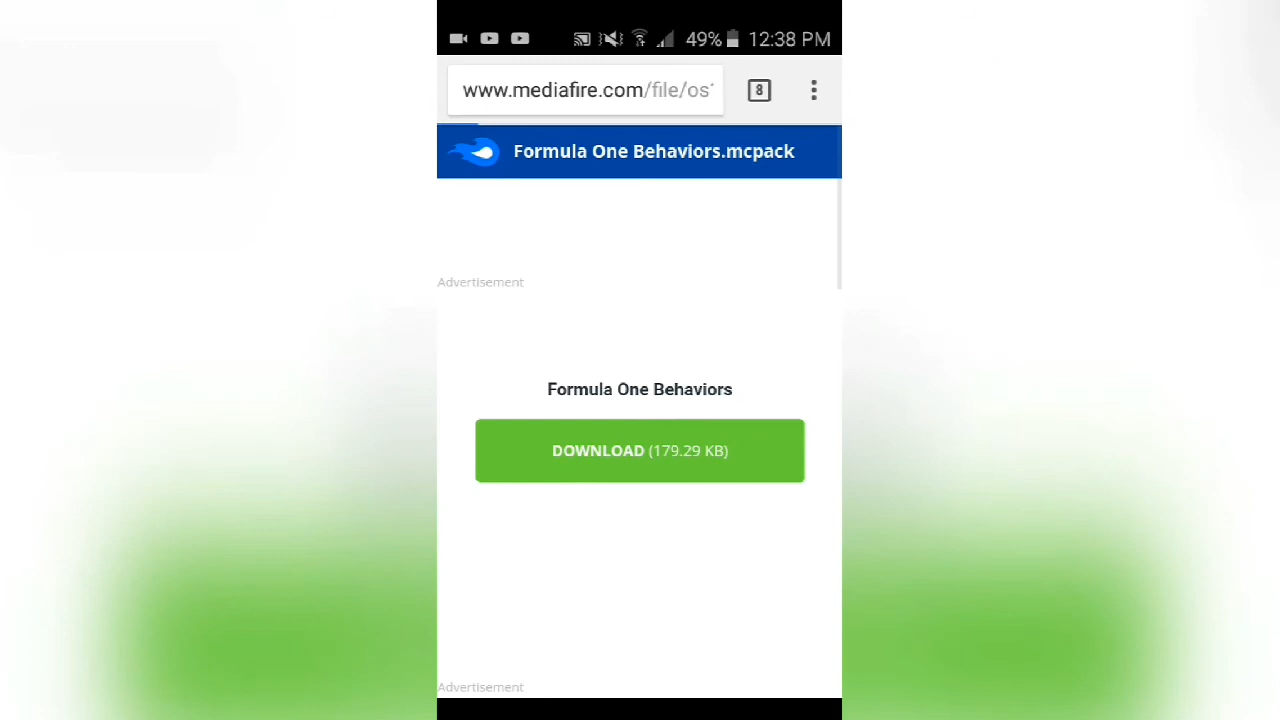 49% 12:38 PM
www.mediafire.com/file/os
8
Formula One Behaviors.mcpack
Advertisement
Formula One Behaviors
DOWNLOAD (179.29 KB)
Advertisement